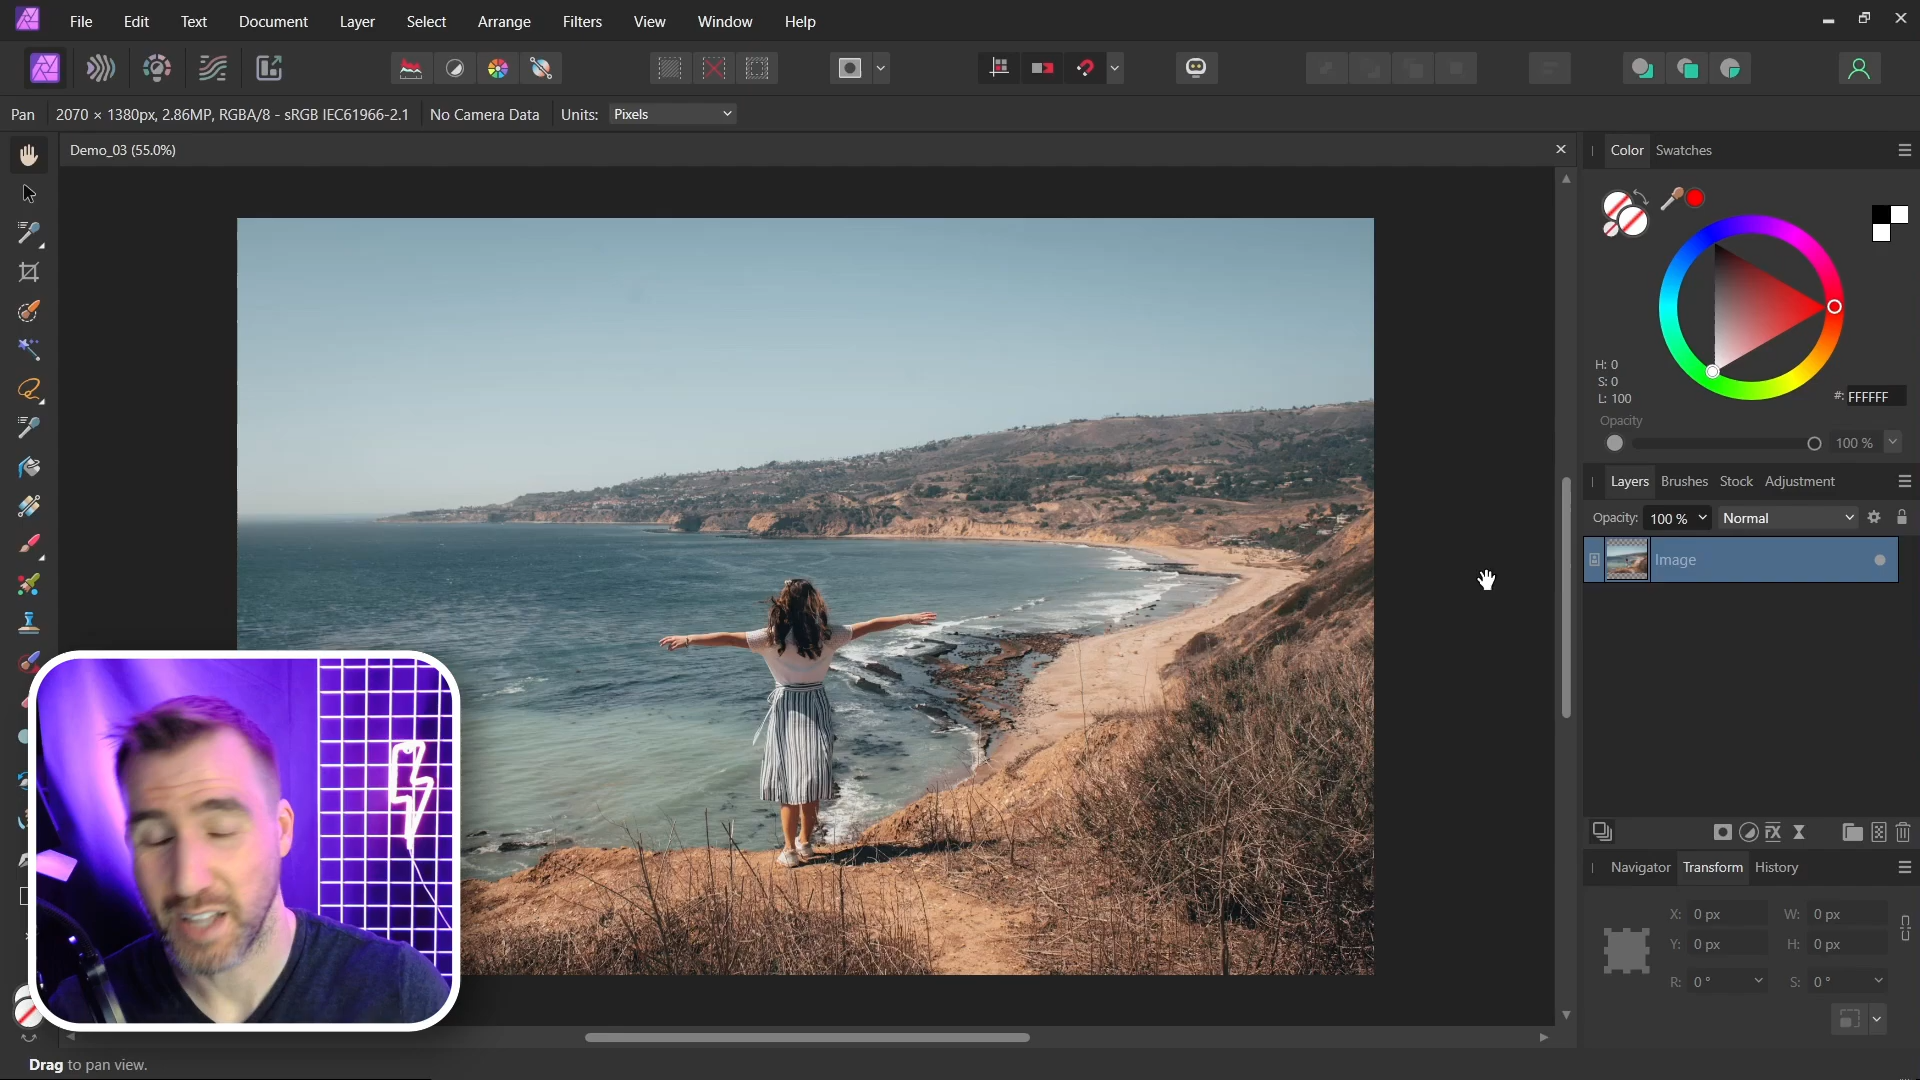 File Edit Text Document Layer Select Arrange Filters View Window Help
Pan 2070 × 1380px, 2.86MP, RGBA/8 - sRGB IEC61966-2.1 No Camera Data Units: Pixels
Demo_03 (55.0%)
Color Swatches
H: 0
S: 0
L: 100
#: FFFFFF
Opacity
100 %
Layers Brushes Stock Adjustment
Opacity: 100 % Normal
Image
Navigator Transform History
X: 0 px W: 0 px
Y: 0 px H: 0 px
R: 0 ° S: 0 °
Drag to pan view.